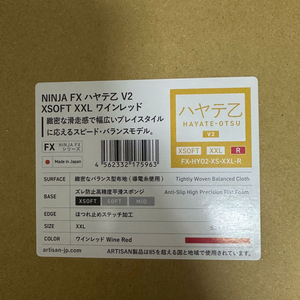 NINJA FX ハヤテ乙 V2
XSOFT XXL ワインレッド
緻密な滑走感で幅広いプレイスタイル
に応えるスピード・バランスモデル。
FX
NINJA FX
シリーズ
Made in Japan
4 562332 175963
ハヤテ乙
HAYATE-OTSU
V2
XSOFT
XXL
R
FX-HY02-XS-XXL-R
SURFACE
緻密なバランス型布地 (導電糸使用)
Tightly Woven Balanced Cloth
BASE
ズレ防止高精度平滑スポンジ
Anti-Slip High Precision Flat Foam
XSOFT
SOFT
MID
EDGE
ほつれ止めステッチ加工
SIZE
XXL
COLOR
ワインレッド Wine Red
artisan-jp.com
ARTISAN製品は85を超える国と地域で使用されています。